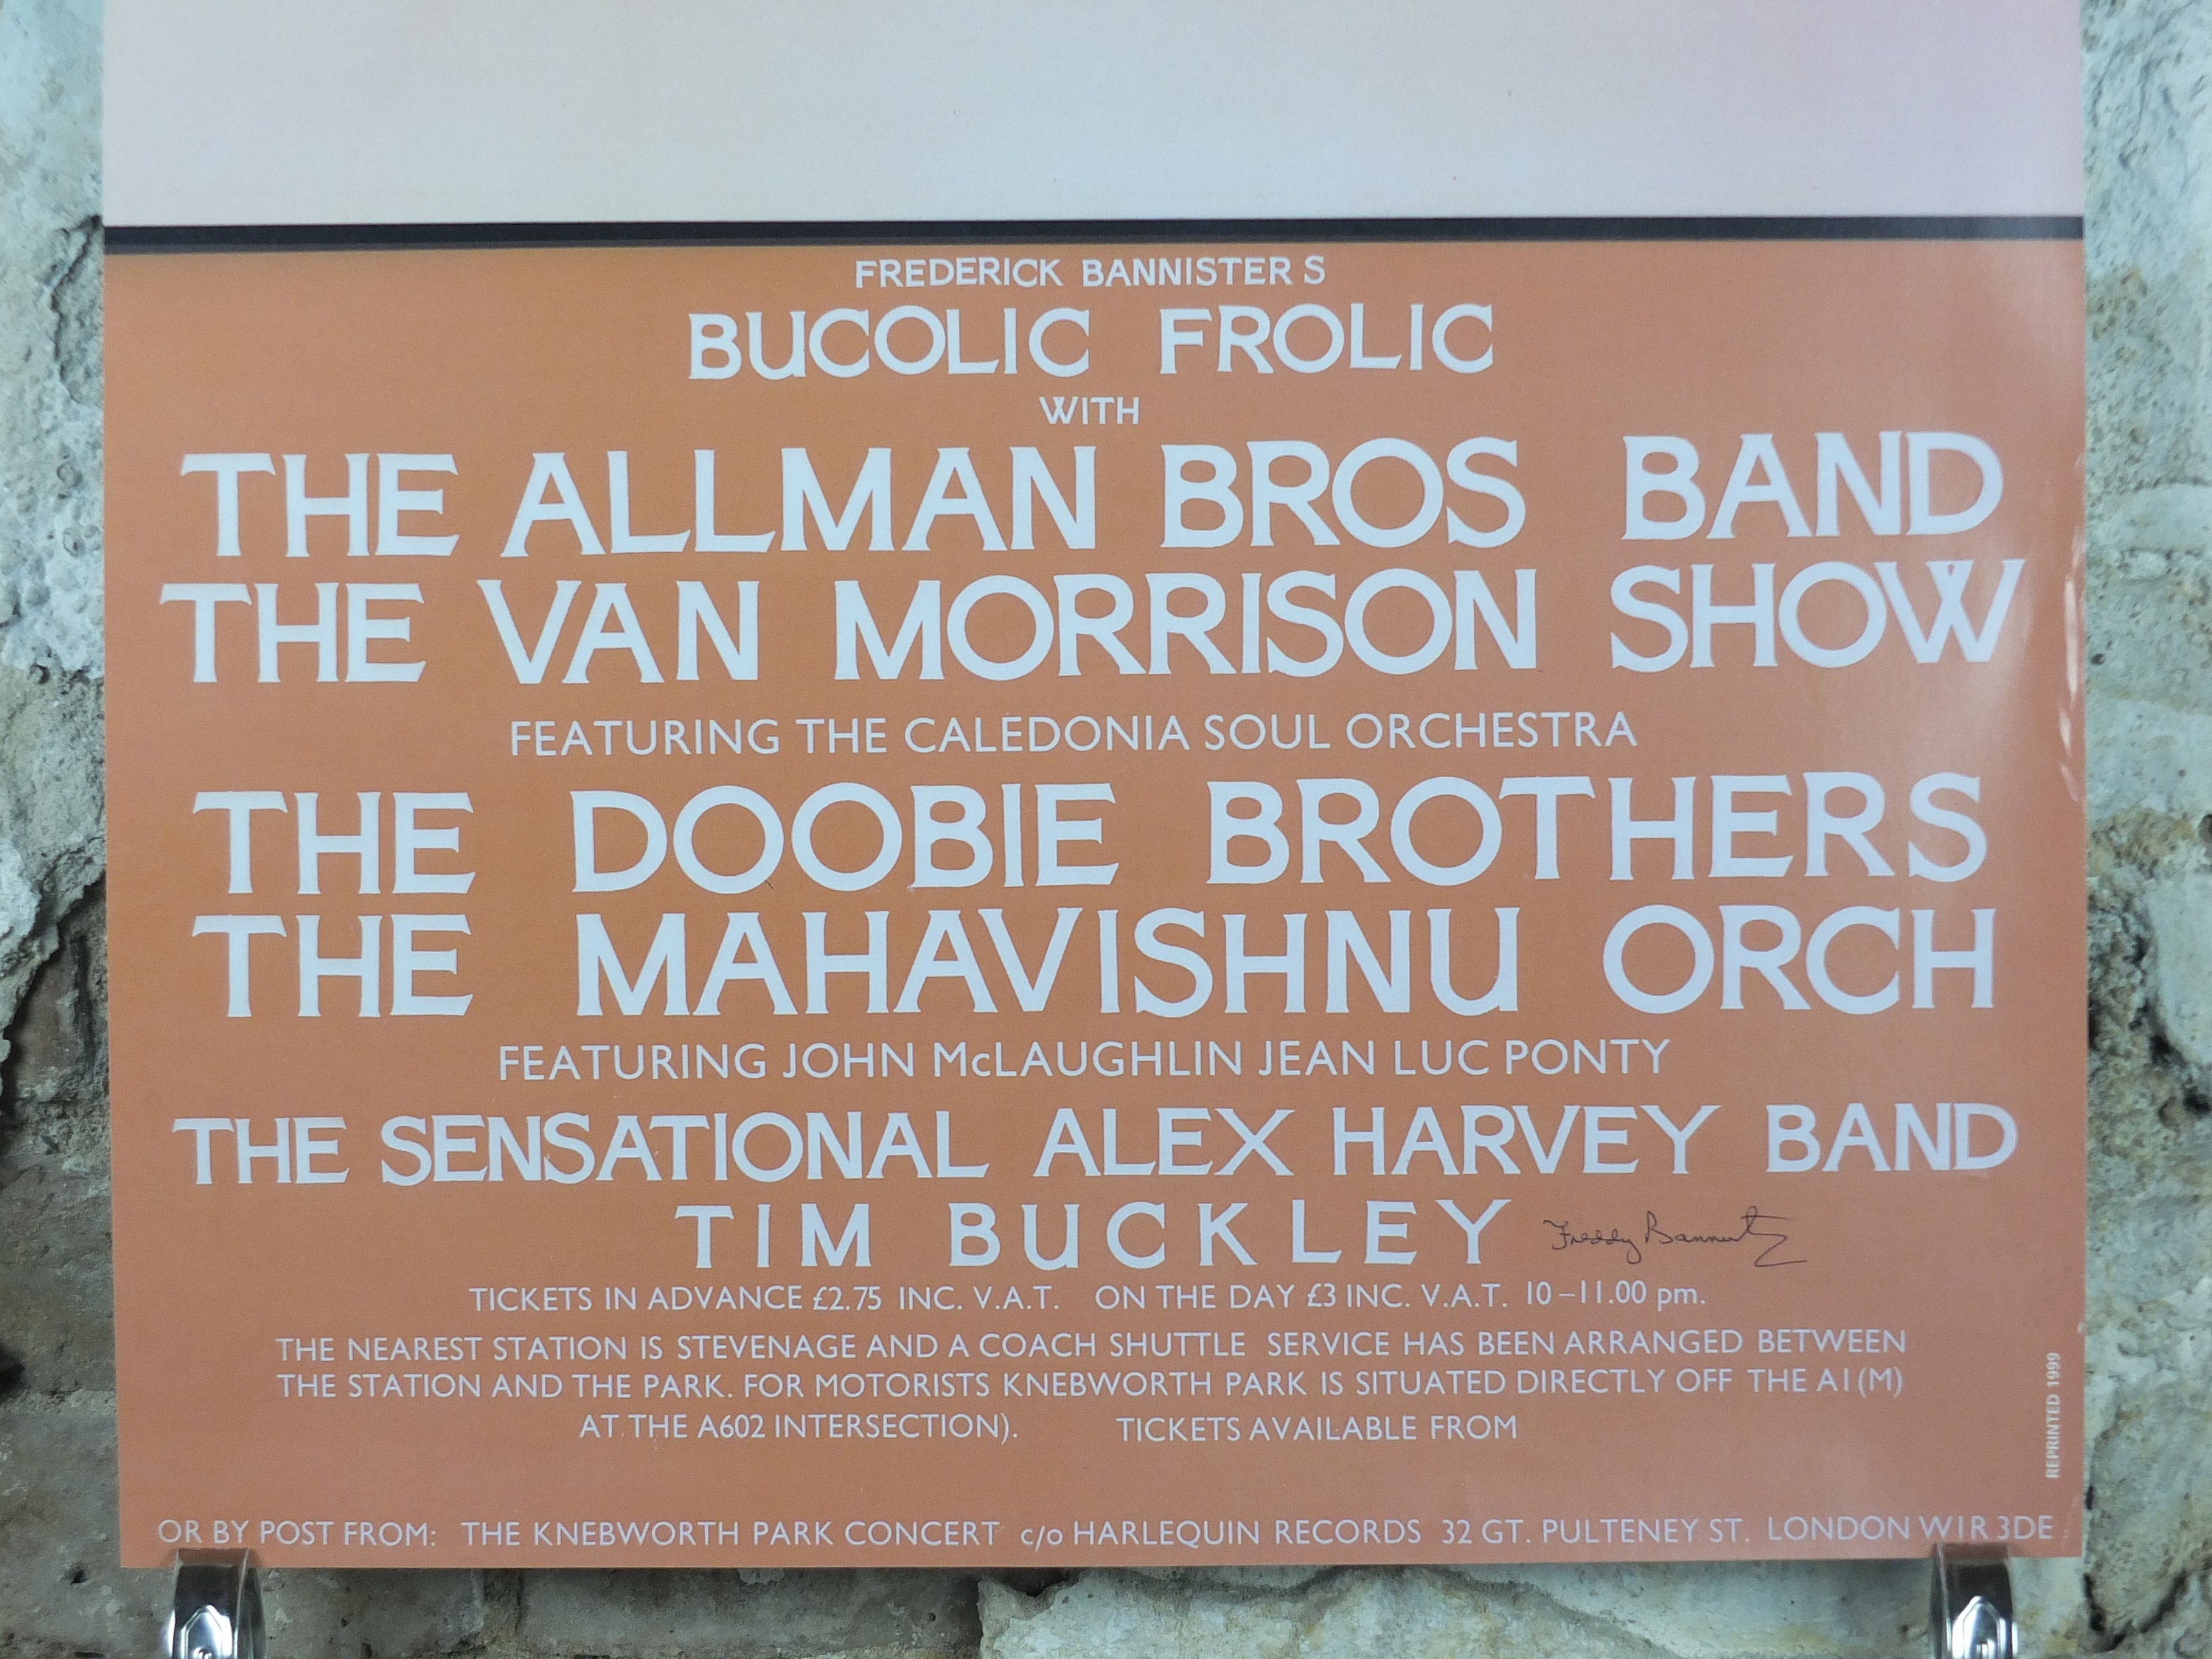 FREDERICK BANNISTER S
BUCOLIC FROLIC
WITH
THE ALLMAN BROS BAND
THE VAN MORRISON SHOW
FEATURING THE CALEDONIA SOUL ORCHESTRA
THE DOOBIE BROTHERS
THE MAHAVISHNU ORCH
FEATURING JOHN McLAUGHLIN JEAN LUC PONTY
THE SENSATIONAL ALEX HARVEY BAND
TIM BUCKLEY
Freddy Bannister
TICKETS IN ADVANCE £2.75 INC. V.A.T. ON THE DAY £3 INC. V.A.T. 10–11.00 pm.
THE NEAREST STATION IS STEVENAGE AND A COACH SHUTTLE SERVICE HAS BEEN ARRANGED BETWEEN
THE STATION AND THE PARK. FOR MOTORISTS KNEBWORTH PARK IS SITUATED DIRECTLY OFF THE A1(M)
AT THE A602 INTERSECTION). TICKETS AVAILABLE FROM
REPRINTED 1999
OR BY POST FROM: THE KNEBWORTH PARK CONCERT c/o HARLEQUIN RECORDS 32 GT. PULTENEY ST. LONDON W1R 3DE